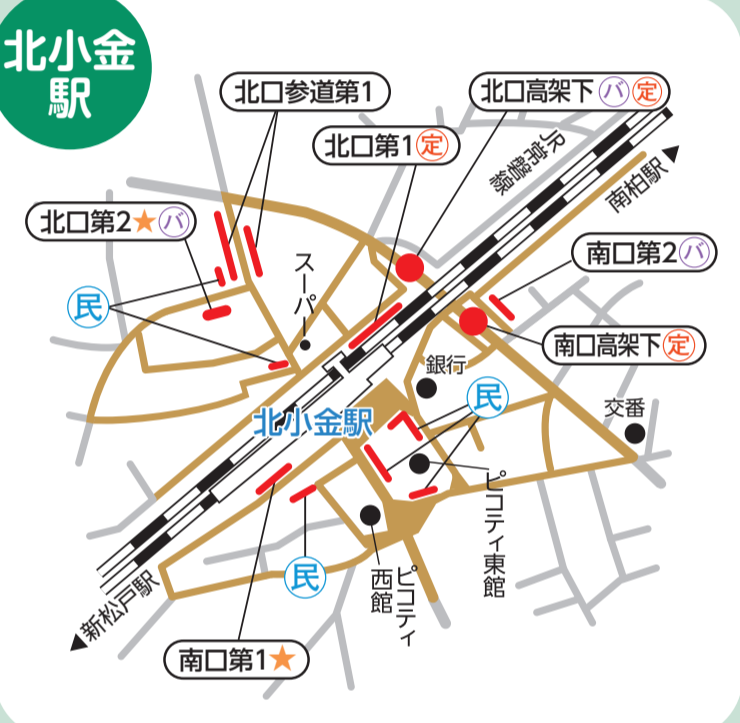 北小金
駅
北口参道第1
北口高架下 バ 定
北口第1 定
JR常磐線
南柏駅▶
北口第2★ バ
南口第2 バ
民
スーパー
南口高架下 定
銀行
民
北小金駅
交番
ピコティ東館
ピコティ
西館
民
◀新松戸駅
南口第1★